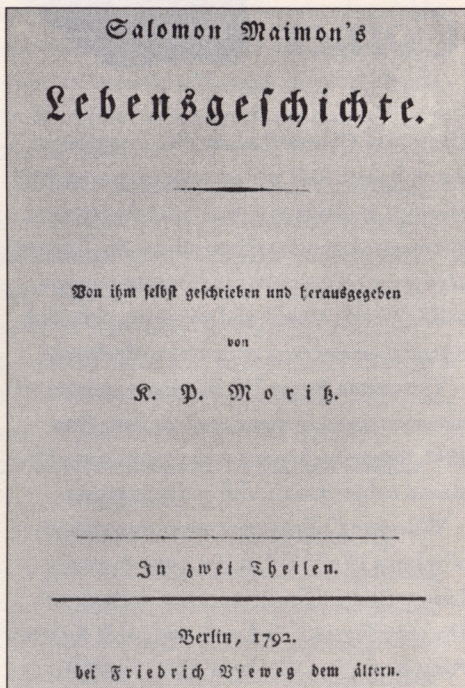 Salomon Maimon's
Lebensgeschichte.
Von ihm selbst geschrieben und herausgegeben
von
K. P. Moritz.
In zwei Theilen.
Berlin, 1792.
bei Friedrich Vieweg dem ältern.